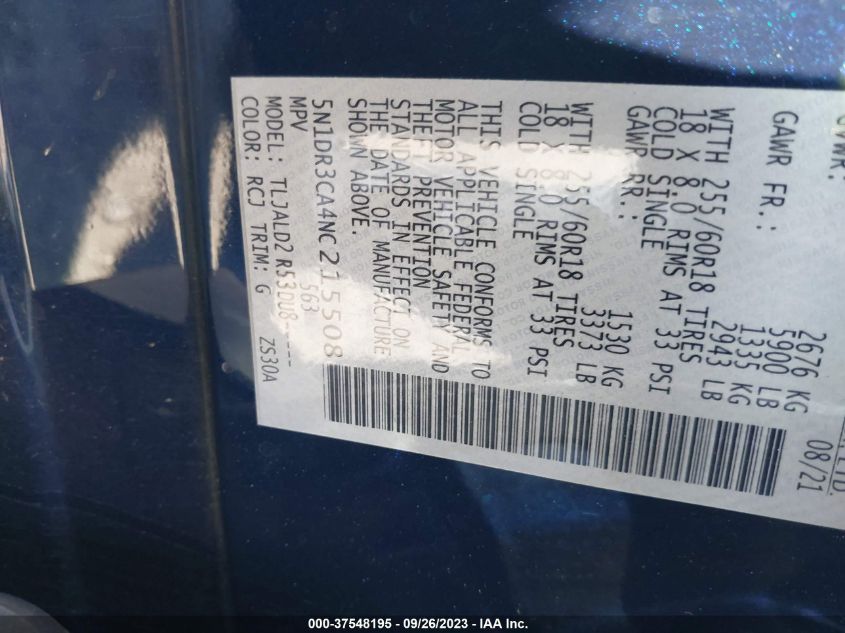 LTD. 08/21
GVWR: 2676 KG
5900 LB
GAWR FR.: 1335 KG
2943 LB
WITH 255/60R18 TIRES
18 X 8.0 RIMS AT 33 PSI
COLD SINGLE
GAWR RR.: 1530 KG
3373 LB
WITH 255/60R18 TIRES
18 X 8.0 RIMS AT 33 PSI
COLD SINGLE
THIS VEHICLE CONFORMS TO
ALL APPLICABLE FEDERAL
MOTOR VEHICLE SAFETY AND
THEFT PREVENTION
STANDARDS IN EFFECT ON
THE DATE OF MANUFACTURE
SHOWN ABOVE.
5N1DR3CA4NC215508
MPV 563
MODEL: TLJALD2 R53DU8-----
COLOR: RCJ TRIM: G ZS30A
000-37548195 - 09/26/2023 - IAA Inc.